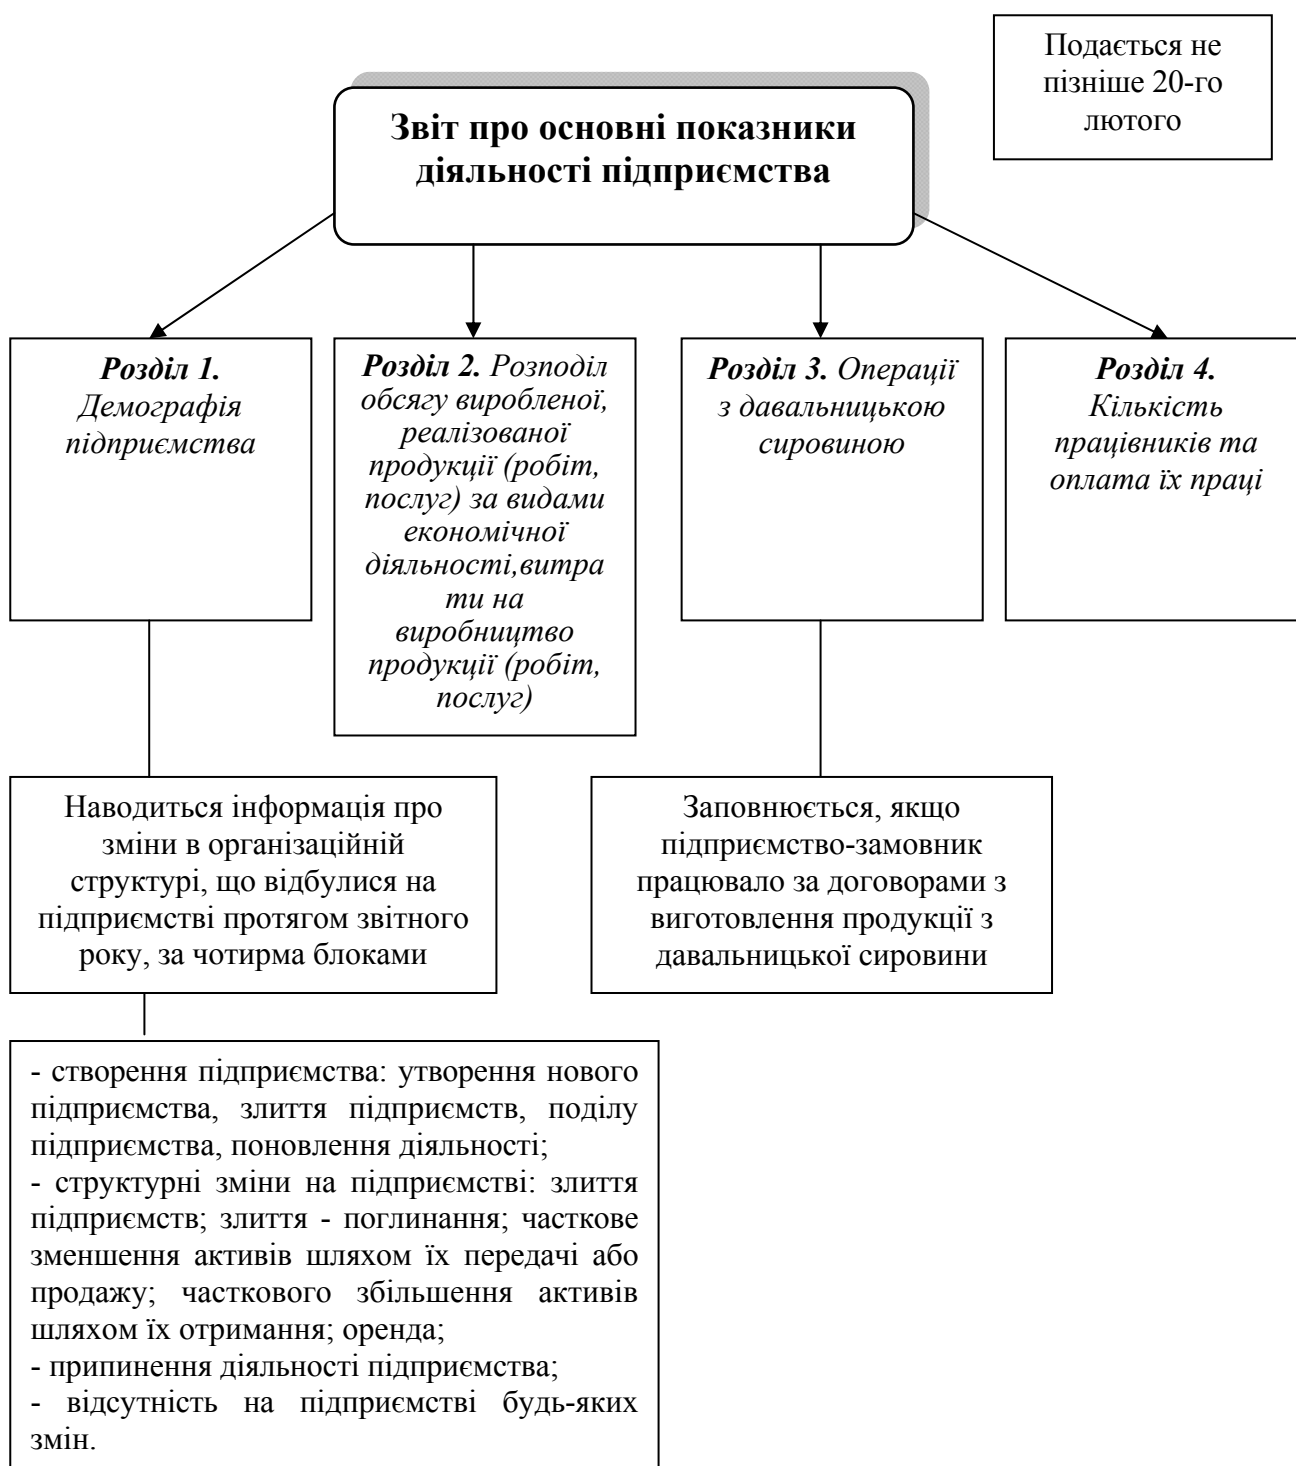 Подається не
пізніше 20-го
лютого
Звіт про основні показники
діяльності підприємства
Розділ 1.
Демографія
підприємства
Розділ 2. Розподіл
обсягу виробленої,
реалізованої
продукції (робіт,
послуг) за видами
економічної
діяльності,витра
ти на
виробництво
продукції (робіт,
послуг)
Розділ 3. Операції
з давальницькою
сировиною
Розділ 4.
Кількість
працівників та
оплата їх праці
Наводиться інформація про
зміни в організаційній
структурі, що відбулися на
підприємстві протягом звітного
року, за чотирма блоками
Заповнюється, якщо
підприємство-замовник
працювало за договорами з
виготовлення продукції з
давальницької сировини
- створення підприємства: утворення нового
підприємства, злиття підприємств, поділу
підприємства, поновлення діяльності;
- структурні зміни на підприємстві: злиття
підприємств; злиття - поглинання; часткове
зменшення активів шляхом їх передачі або
продажу; часткового збільшення активів
шляхом їх отримання; оренда;
- припинення діяльності підприємства;
- відсутність на підприємстві будь-яких
змін.